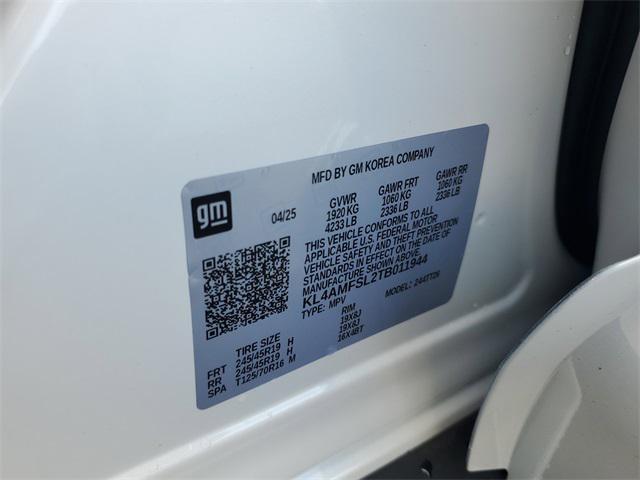 MFD BY GM KOREA COMPANY
gm
04/25
GVWR GAWR FRT GAWR RR
1920 KG 1060 KG 1060 KG
4233 LB 2336 LB 2336 LB
THIS VEHICLE CONFORMS TO ALL
APPLICABLE U.S. FEDERAL MOTOR
VEHICLE SAFETY AND THEFT PREVENTION
STANDARDS IN EFFECT ON THE DATE
OF MANUFACTURE SHOWN ABOVE.
KL4AMFSL2TB011944
TYPE: MPV MODEL:
TIRE SIZE RIM
FRT 245/45R19 H 19X8J
RR 245/45R19 H 19X8J
SPA T125/70R16 M 16X4BT